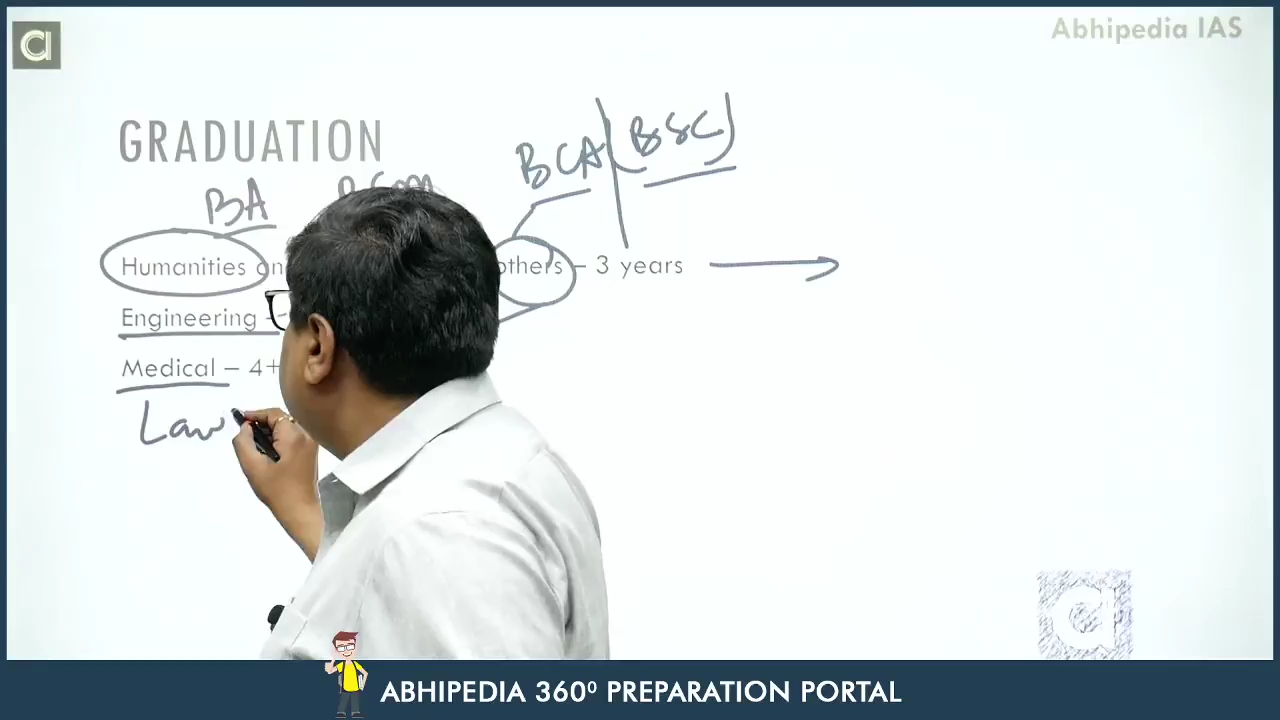 Abhipedia IAS
GRADUATION
BCA (BSC)
BA
Humanities others – 3 years
Engineering -
Medical – 4+
Law
ABHIPEDIA 360⁰ PREPARATION PORTAL